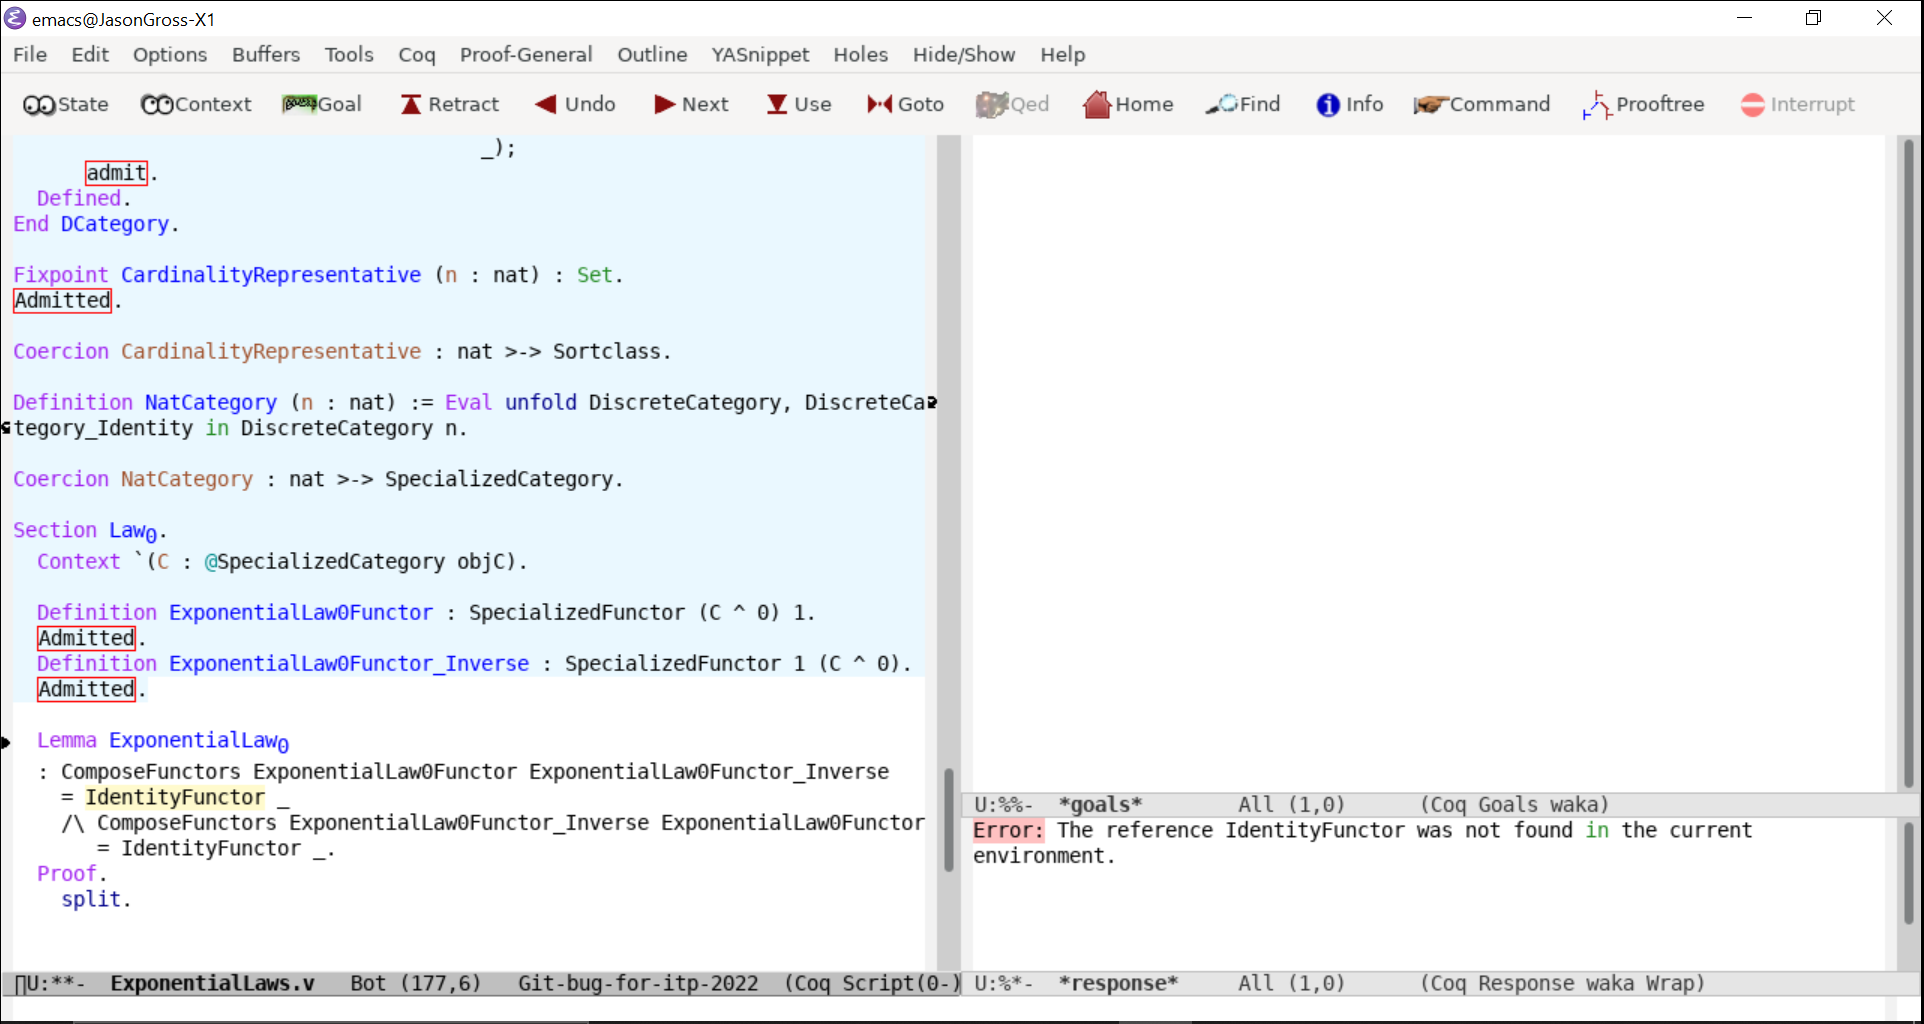 emacs@JasonGross-X1
File Edit Options Buffers Tools Coq Proof-General Outline YASnippet Holes Hide/Show Help
State Context Goal Retract Undo Next Use Goto Qed Home Find Info Command Prooftree Interrupt
_);
admit.
Defined.
End DCategory.
Fixpoint CardinalityRepresentative (n : nat) : Set.
Admitted.
Coercion CardinalityRepresentative : nat >-> Sortclass.
Definition NatCategory (n : nat) := Eval unfold DiscreteCategory, DiscreteCa
tegory_Identity in DiscreteCategory n.
Coercion NatCategory : nat >-> SpecializedCategory.
Section Law₀.
Context `(C : @SpecializedCategory objC).
Definition ExponentialLaw0Functor : SpecializedFunctor (C ^ 0) 1.
Admitted.
Definition ExponentialLaw0Functor_Inverse : SpecializedFunctor 1 (C ^ 0).
Admitted.
Lemma ExponentialLaw₀
: ComposeFunctors ExponentialLaw0Functor ExponentialLaw0Functor_Inverse
= IdentityFunctor _
/\ ComposeFunctors ExponentialLaw0Functor_Inverse ExponentialLaw0Functor
= IdentityFunctor _.
Proof.
split.
U:**- ExponentialLaws.v Bot (177,6) Git-bug-for-itp-2022 (Coq Script(0-)
U:%%- *goals* All (1,0) (Coq Goals waka)
Error: The reference IdentityFunctor was not found in the current
environment.
U:%*- *response* All (1,0) (Coq Response waka Wrap)